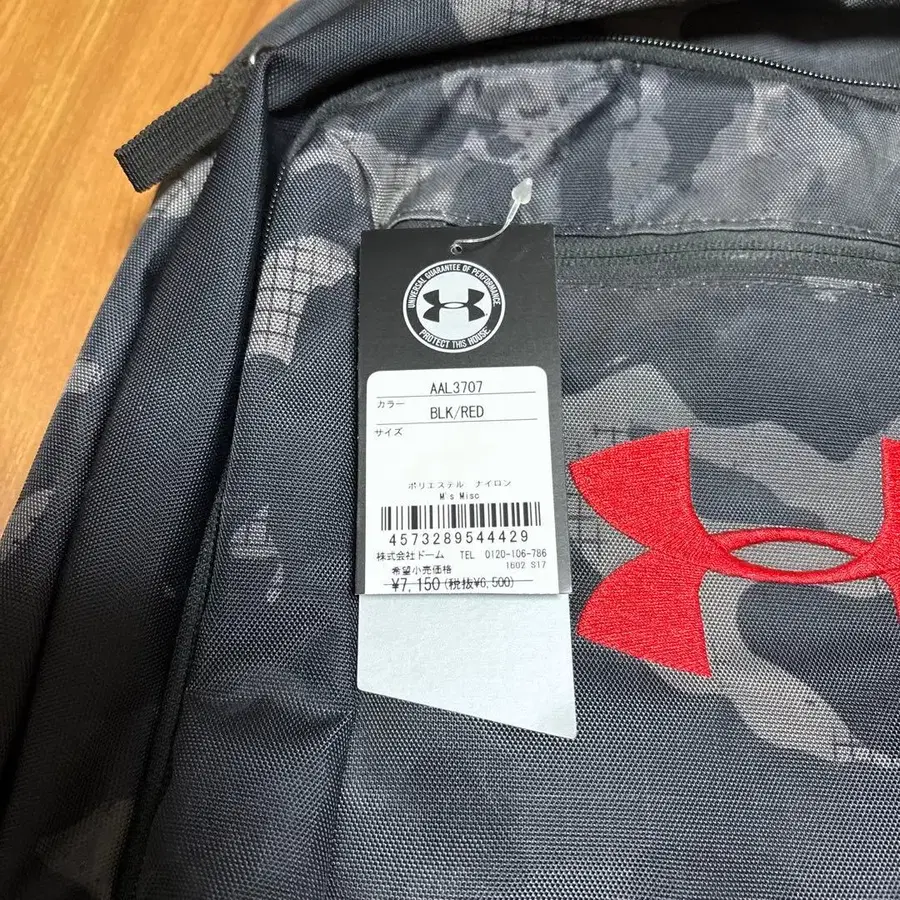 UNIVERSAL GUARANTEE OF PERFORMANCE
PROTECT THIS HOUSE
AAL3707
カラー
BLK/RED
サイズ
ポリエステル ナイロン
M's Misc
4573289544429
株式会社ドーム TEL 0120-106-786
希望小売価格 1602 S17
¥7,150 (税抜¥6,500)